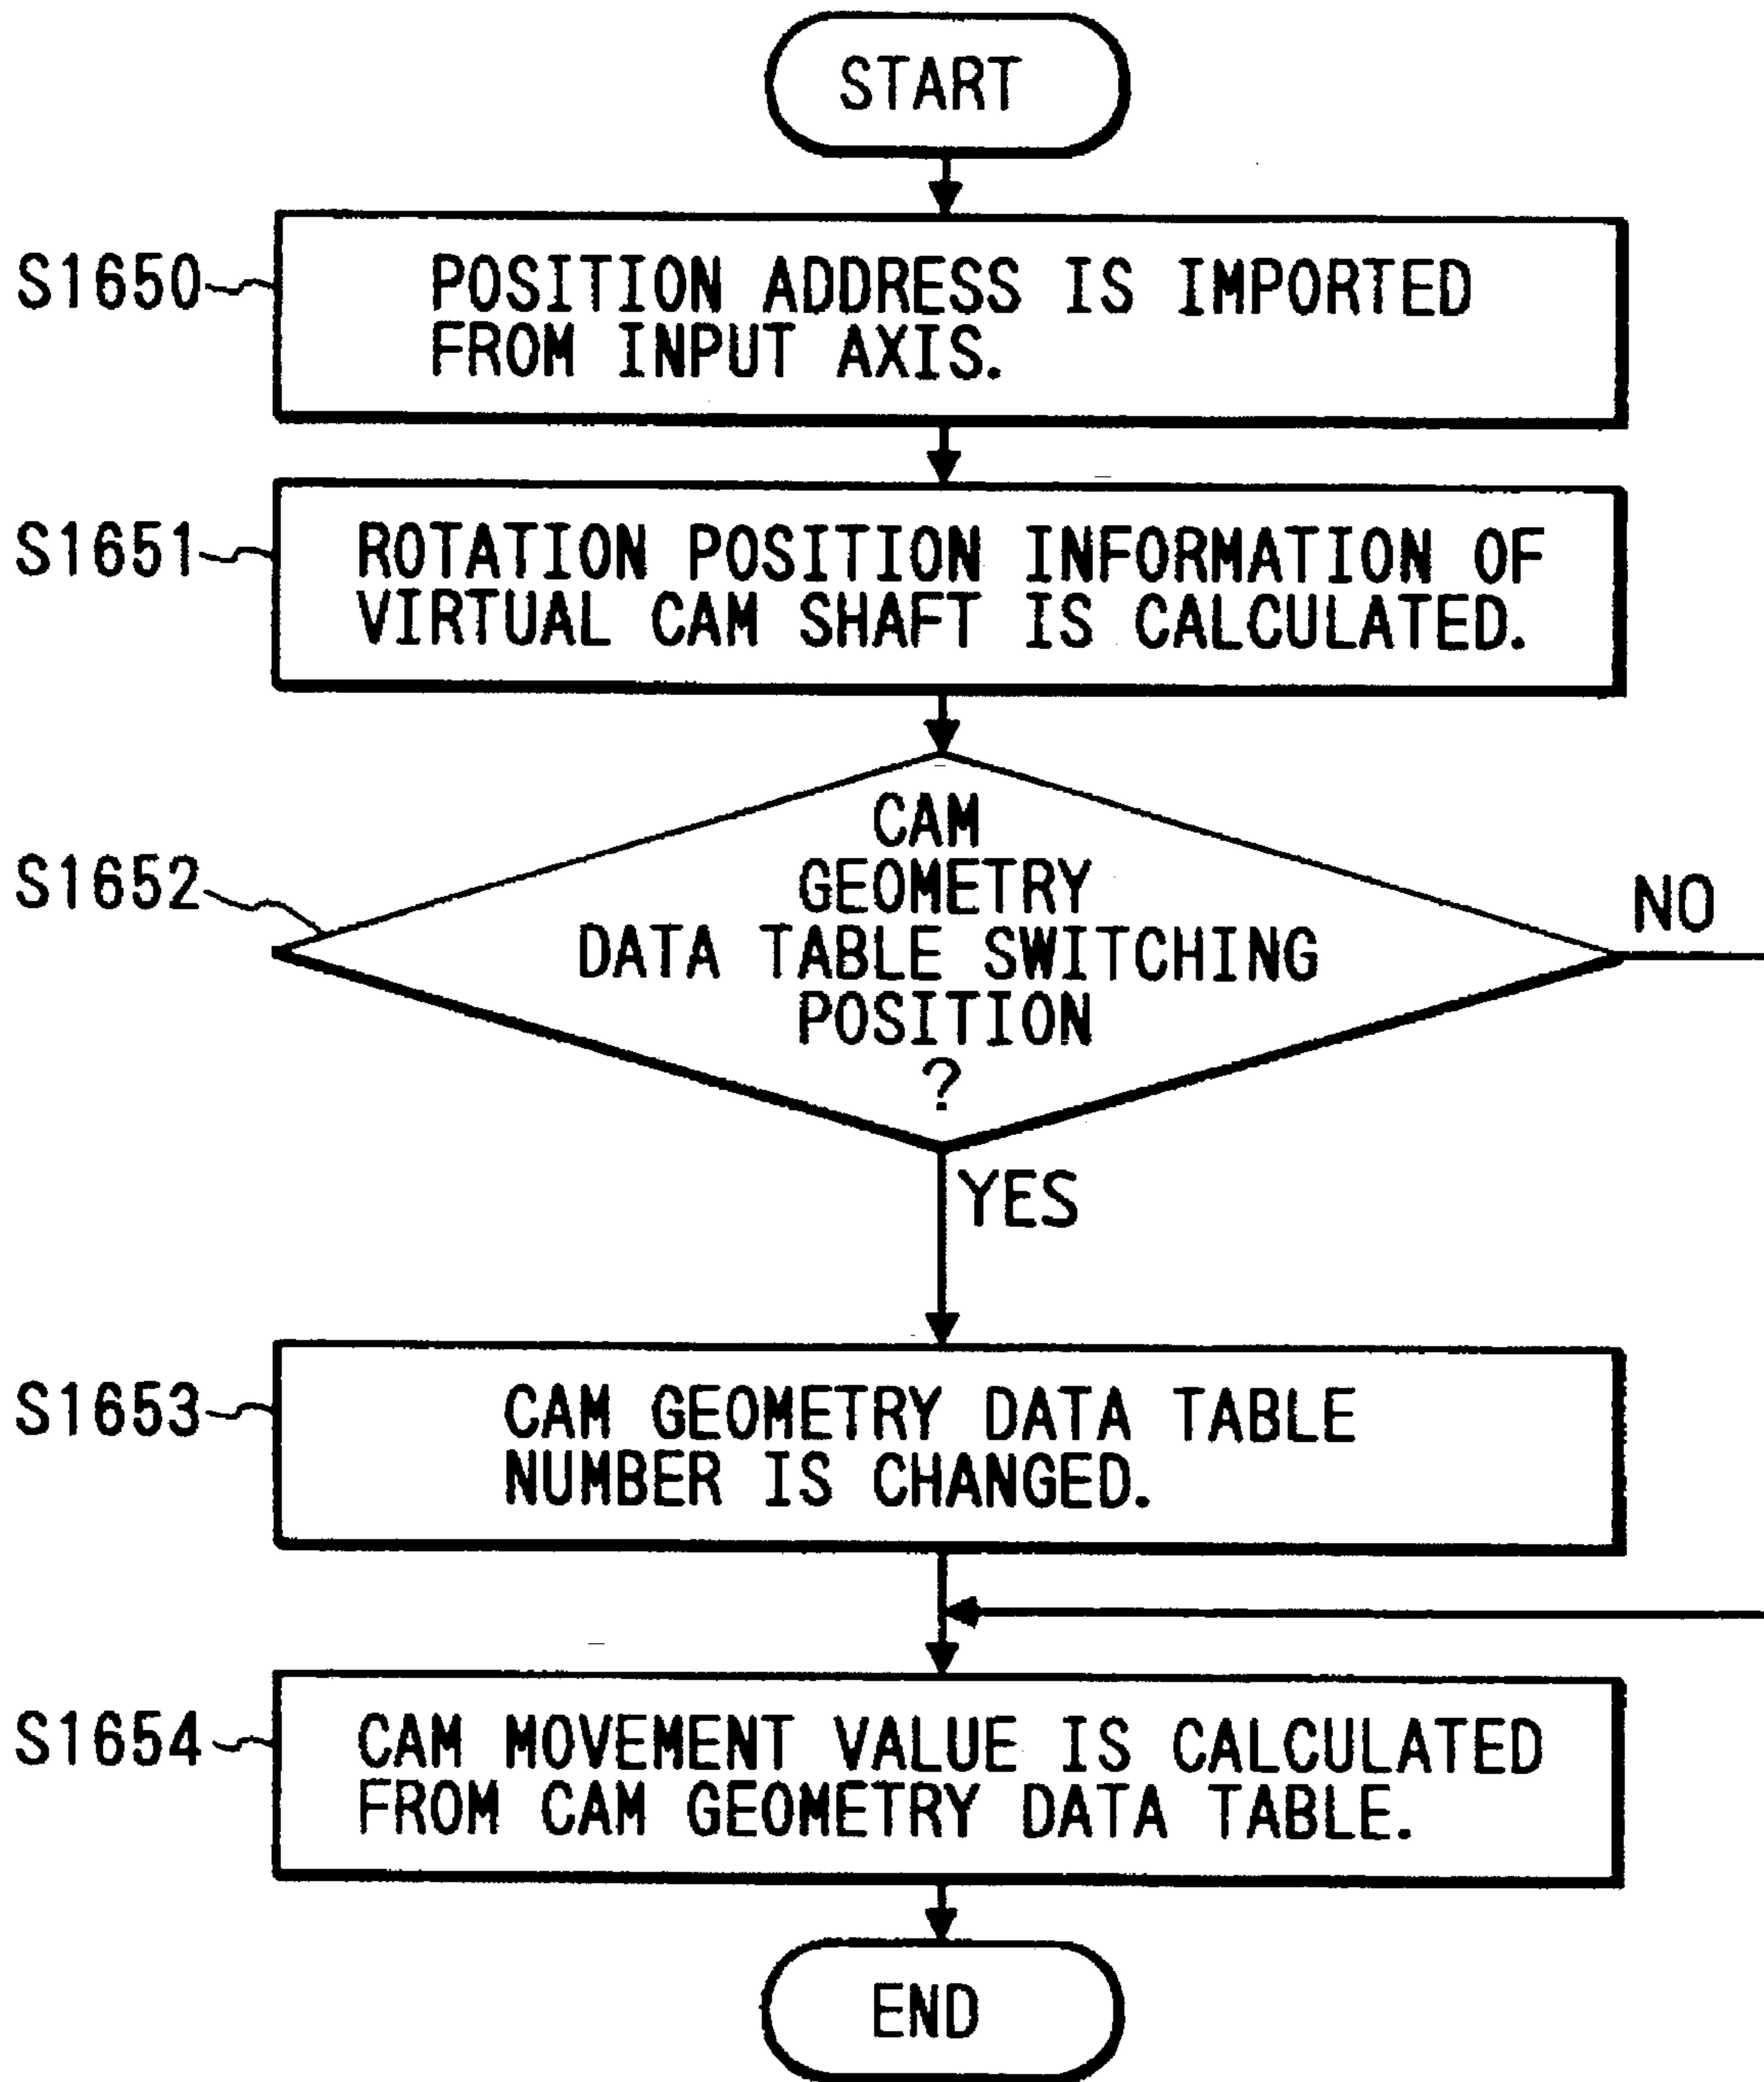 START
S1650
POSITION ADDRESS IS IMPORTED
FROM INPUT AXIS.
S1651
ROTATION POSITION INFORMATION OF
VIRTUAL CAM SHAFT IS CALCULATED.
S1652
CAM
GEOMETRY
DATA TABLE SWITCHING
POSITION
?
NO
YES
S1653
CAM GEOMETRY DATA TABLE
NUMBER IS CHANGED.
S1654
CAM MOVEMENT VALUE IS CALCULATED
FROM CAM GEOMETRY DATA TABLE.
END